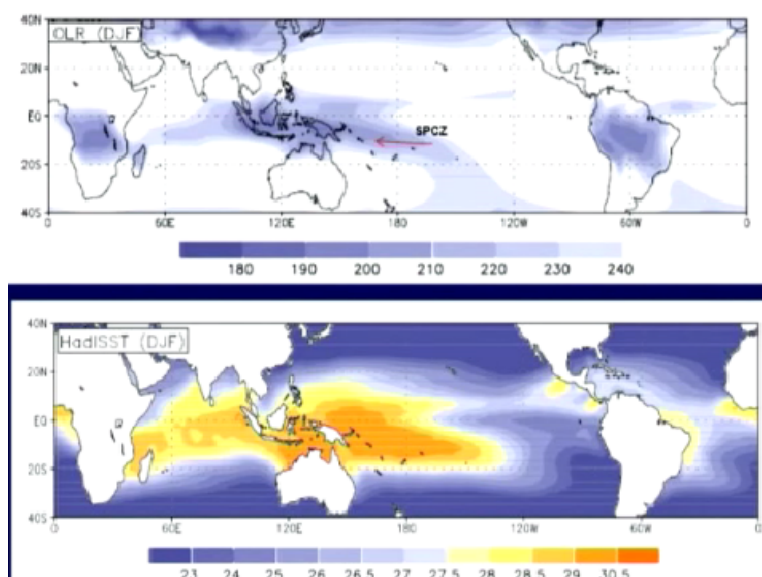 40N
OLR (DJF)
20N
EQ
SPCZ
20S
40S
0 60E 120E 180 120W 60W 0
180 190 200 210 220 230 240
40N
HadISST (DJF)
20N
EQ
20S
40S
0 60E 120E 180 120W 60W 0
23 24 25 26 26.5 27 27.5 28 28.5 29 30.5